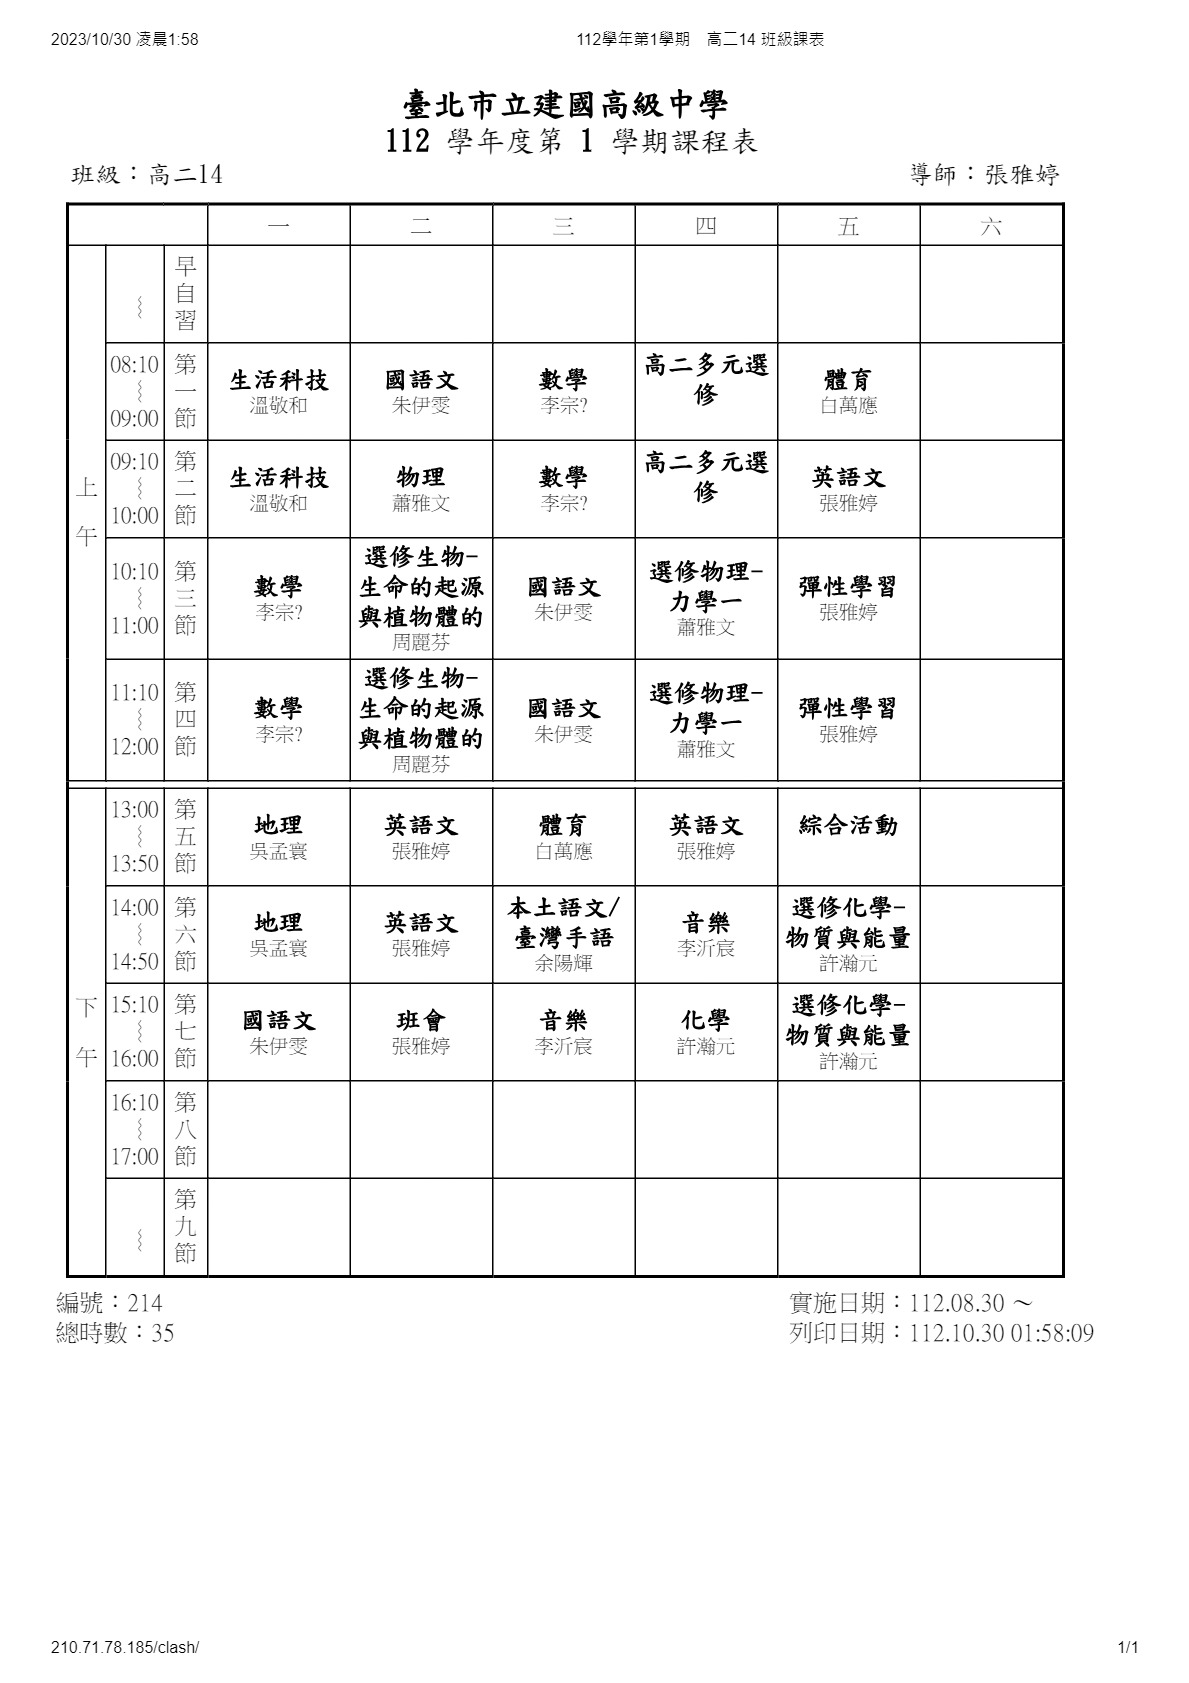 2023/10/30 凌晨1:58
112學年第1學期　高二14 班級課表
臺北市立建國高級中學
112 學年度第 1 學期課程表
班級：高二14
導師：張雅婷
一 二 三 四 五 六
上午
～
早自習
08:10
～
09:00
第一節
生活科技
溫敬和
國語文
朱伊雯
數學
李宗?
高二多元選
修
體育
白萬應
09:10
～
10:00
第二節
生活科技
溫敬和
物理
蕭雅文
數學
李宗?
高二多元選
修
英語文
張雅婷
10:10
～
11:00
第三節
數學
李宗?
選修生物-
生命的起源
與植物體的
周麗芬
國語文
朱伊雯
選修物理-
力學一
蕭雅文
彈性學習
張雅婷
11:10
～
12:00
第四節
數學
李宗?
選修生物-
生命的起源
與植物體的
周麗芬
國語文
朱伊雯
選修物理-
力學一
蕭雅文
彈性學習
張雅婷
下午
13:00
～
13:50
第五節
地理
吳孟寰
英語文
張雅婷
體育
白萬應
英語文
張雅婷
綜合活動
14:00
～
14:50
第六節
地理
吳孟寰
英語文
張雅婷
本土語文/
臺灣手語
余陽輝
音樂
李沂宸
選修化學-
物質與能量
許瀚元
15:10
～
16:00
第七節
國語文
朱伊雯
班會
張雅婷
音樂
李沂宸
化學
許瀚元
選修化學-
物質與能量
許瀚元
16:10
～
17:00
第八節
～
第九節
編號：214
總時數：35
實施日期：112.08.30 ～
列印日期：112.10.30 01:58:09
210.71.78.185/clash/
1/1